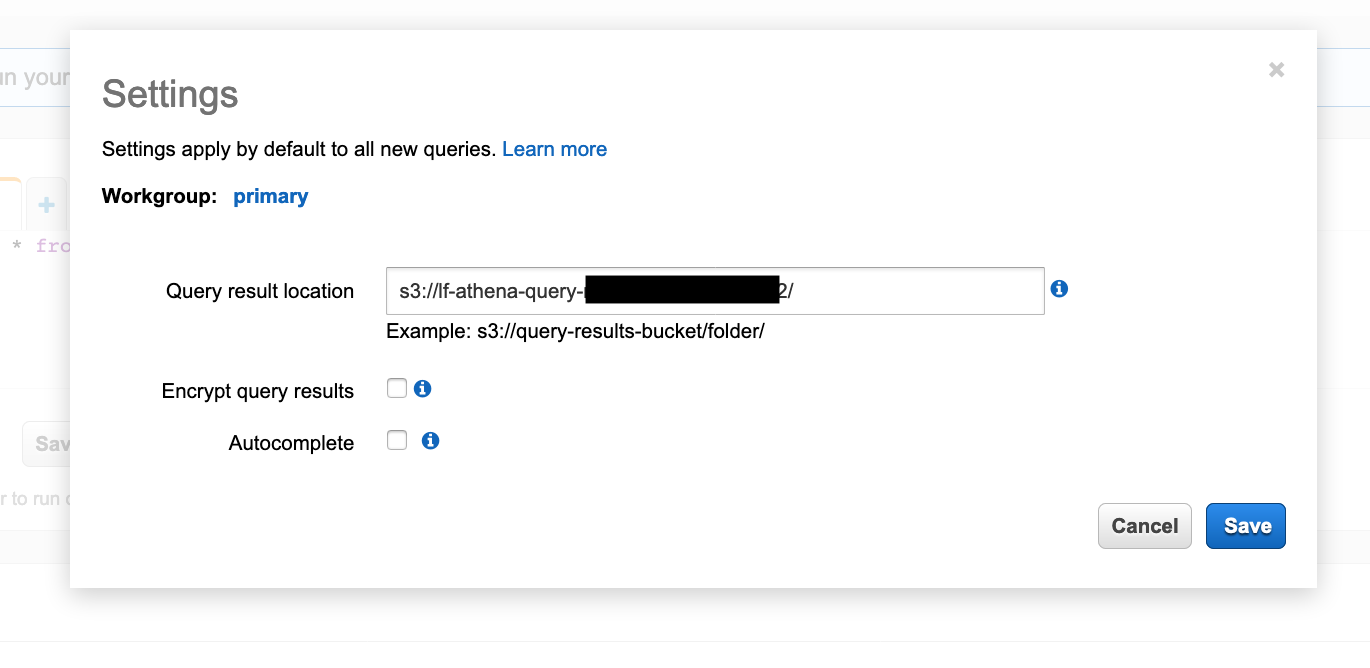 un your
Settings
Settings apply by default to all new queries. Learn more
Workgroup: primary
* fro
Query result location s3://lf-athena-query- 2/
Example: s3://query-results-bucket/folder/
Encrypt query results
Autocomplete
Sav
r to run
Cancel Save